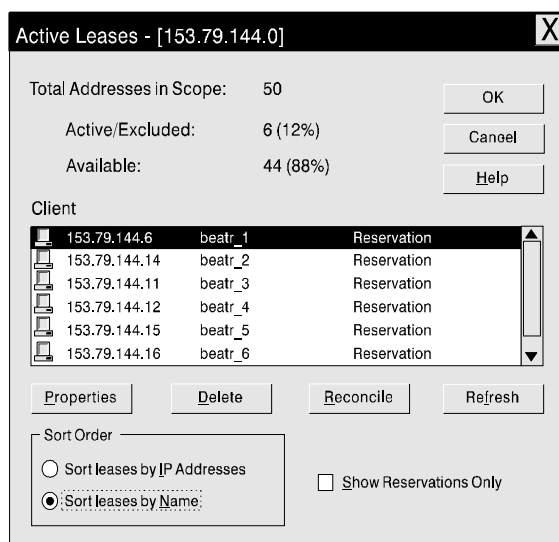 Active Leases - [153.79.144.0] X
Total Addresses in Scope: 50
OK
Active/Excluded: 6 (12%)
Cancel
Available: 44 (88%)
Help
Client
153.79.144.6 beatr_1 Reservation
153.79.144.14 beatr_2 Reservation
153.79.144.11 beatr_3 Reservation
153.79.144.12 beatr_4 Reservation
153.79.144.15 beatr_5 Reservation
153.79.144.16 beatr_6 Reservation
Properties Delete Reconcile Refresh
Sort Order
Sort leases by IP Addresses
Show Reservations Only
Sort leases by Name: